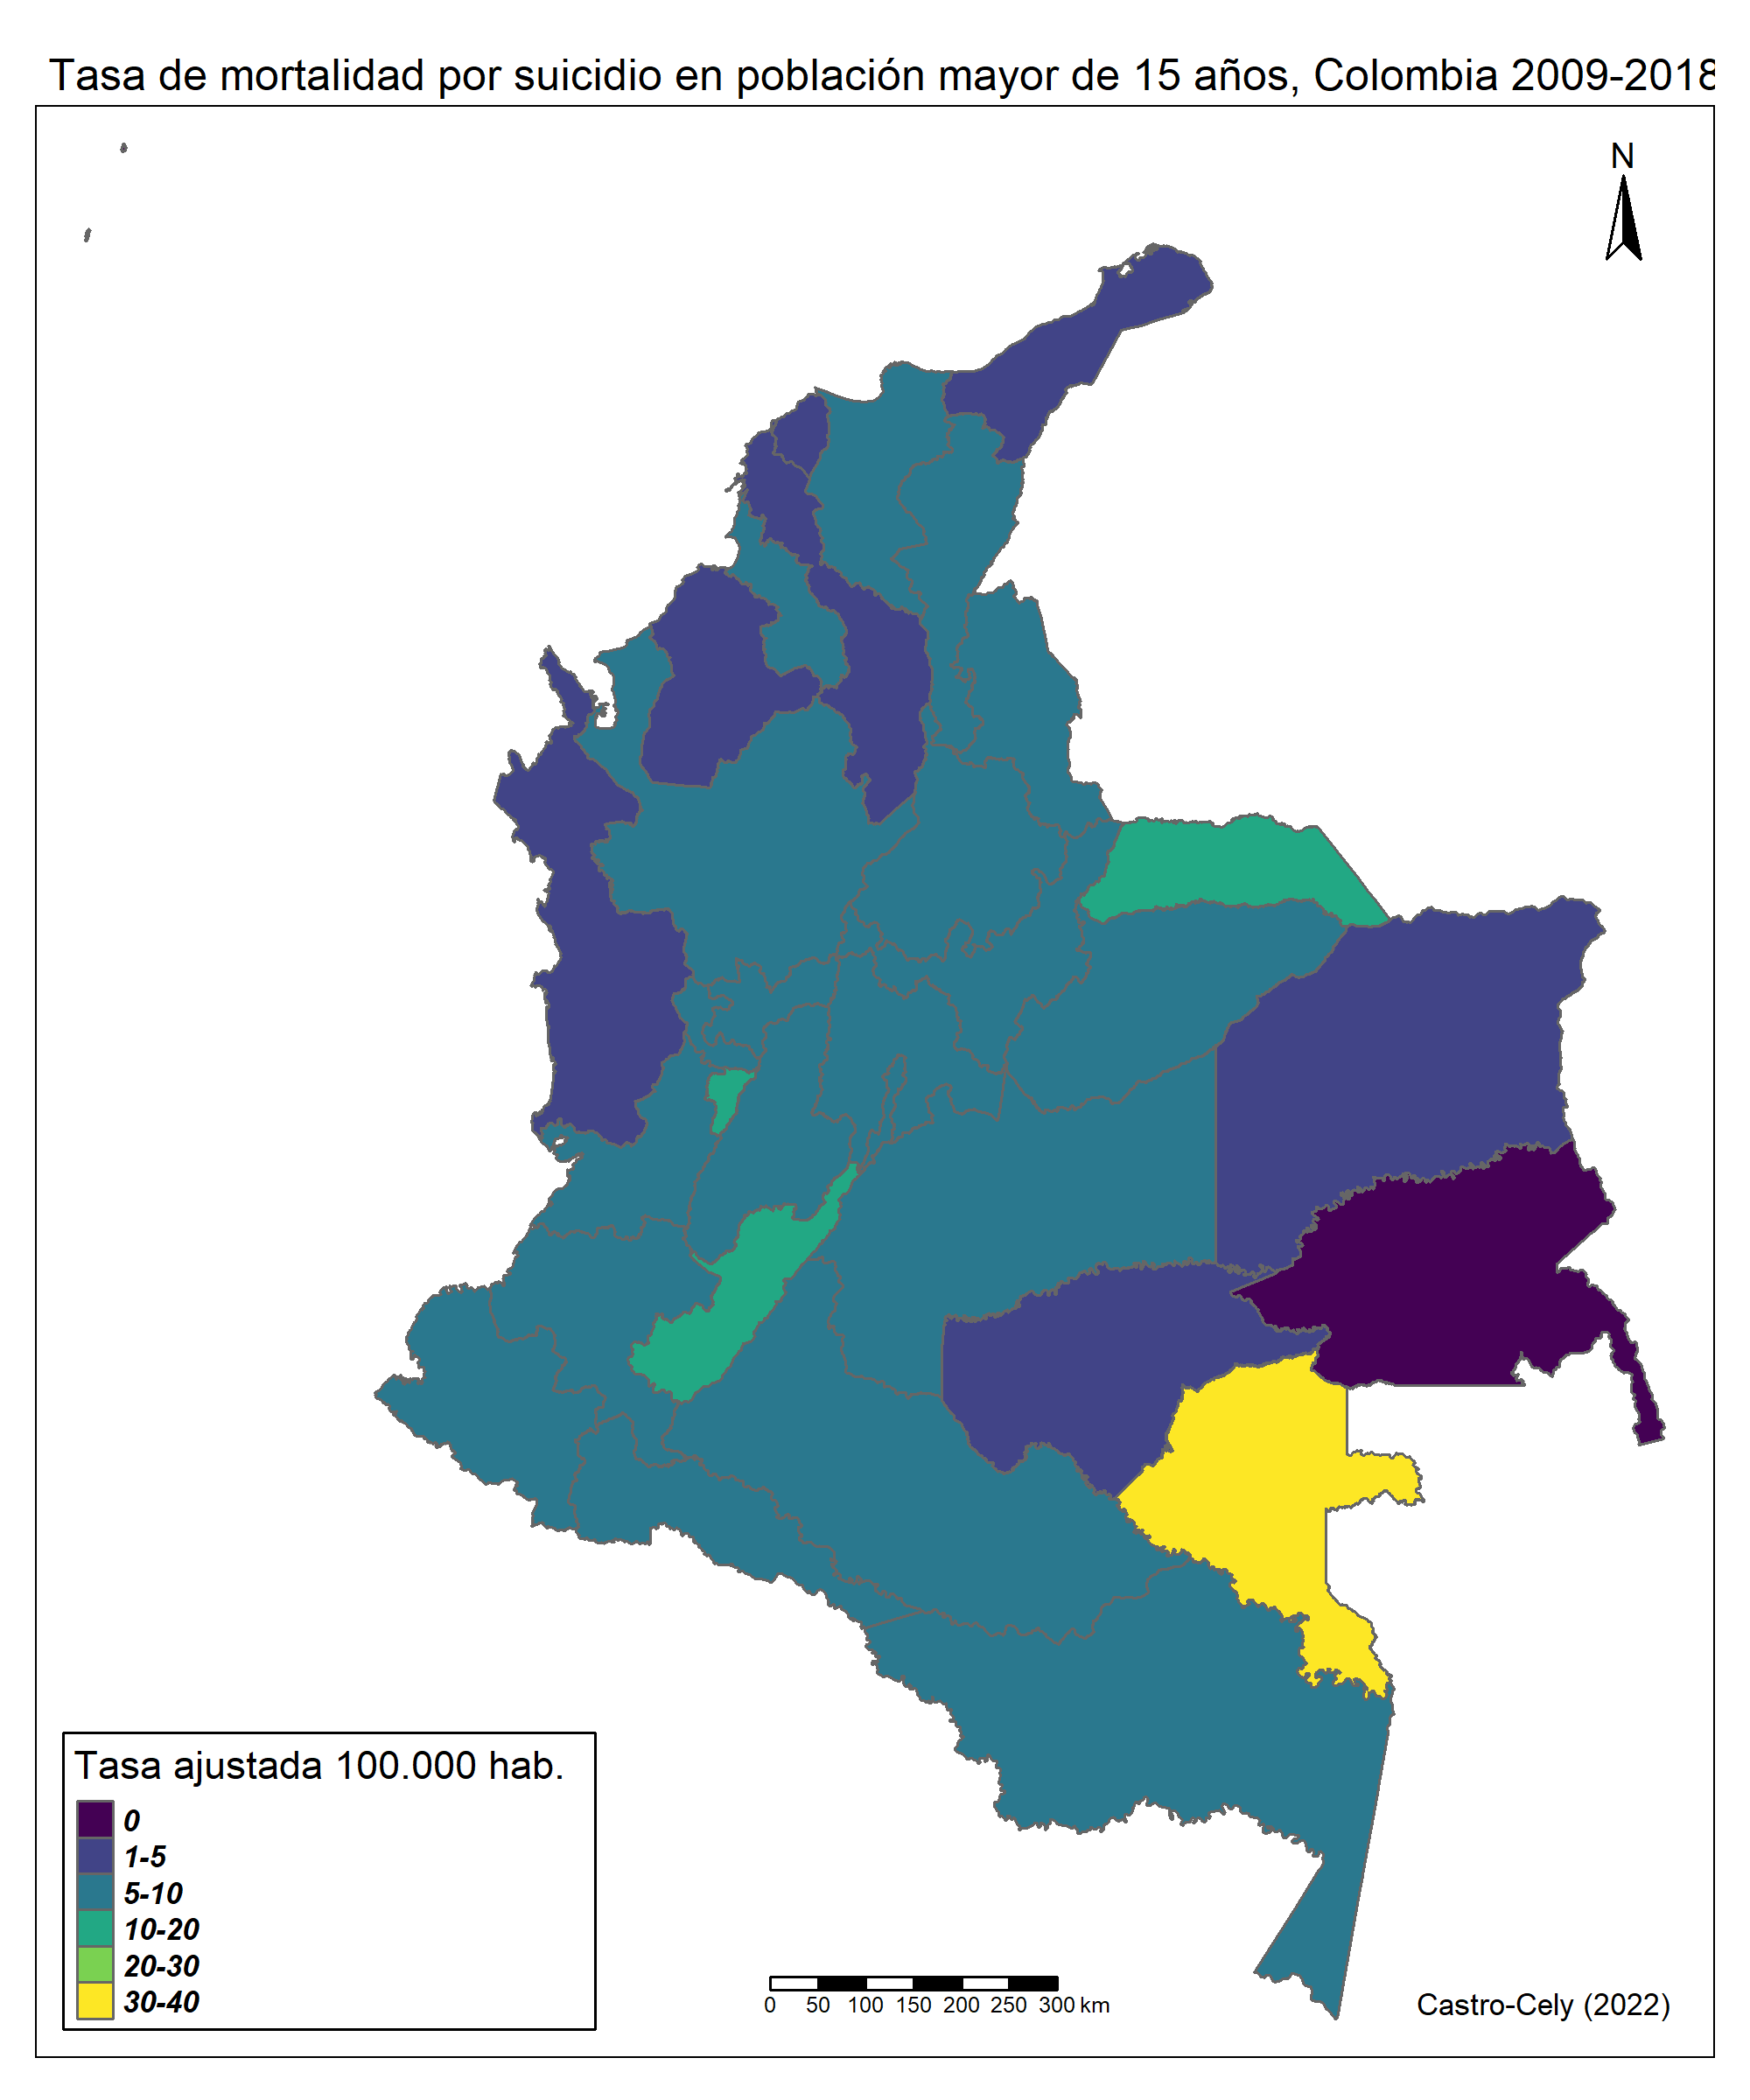 Tasa de mortalidad por suicidio en población mayor de 15 años, Colombia 2009-2018
N
Tasa ajustada 100.000 hab.
0
1-5
5-10
10-20
20-30
30-40
0 50 100 150 200 250 300 km
Castro-Cely (2022)